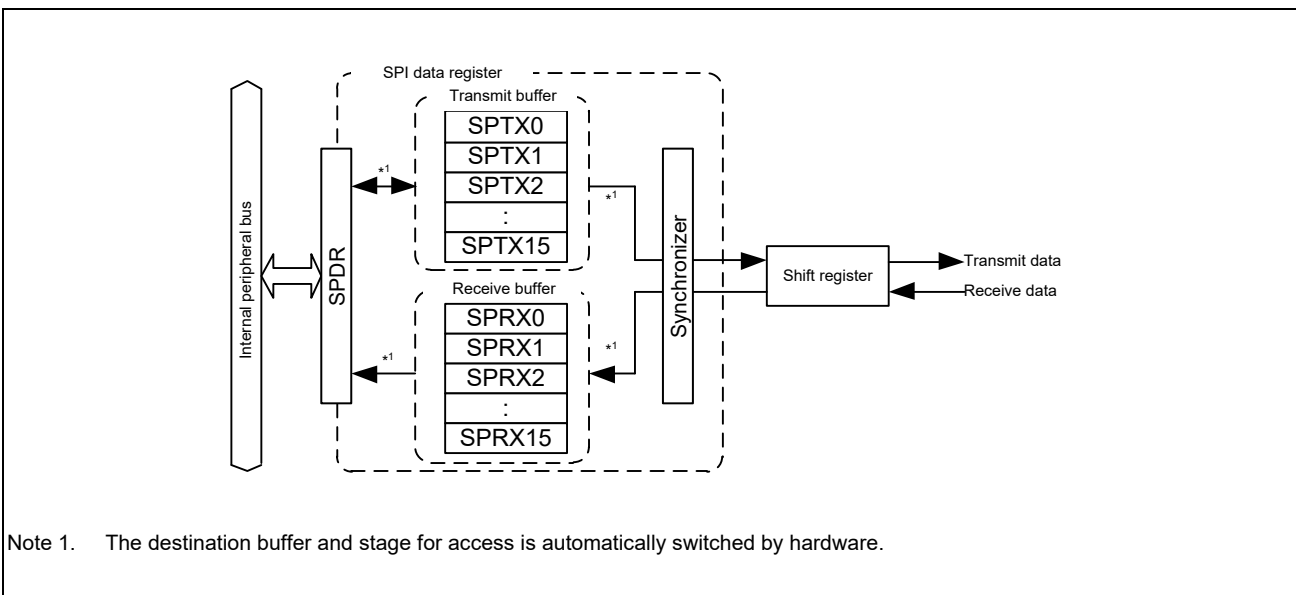 SPI data register
Transmit buffer
SPTX0
SPTX1
SPTX2
:
SPTX15
*1
*1
Internal peripheral bus
SPDR
Synchronizer
Shift register
Transmit data
Receive data
Receive buffer
SPRX0
SPRX1
SPRX2
:
SPRX15
*1
*1
Note 1. The destination buffer and stage for access is automatically switched by hardware.